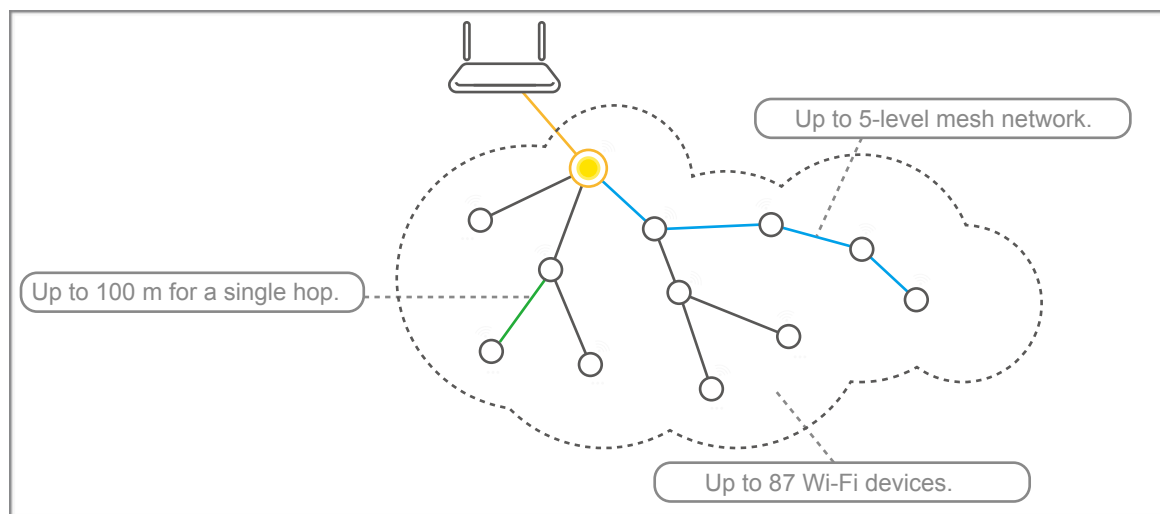 Up to 5-level mesh network.
Up to 100 m for a single hop.
Up to 87 Wi-Fi devices.